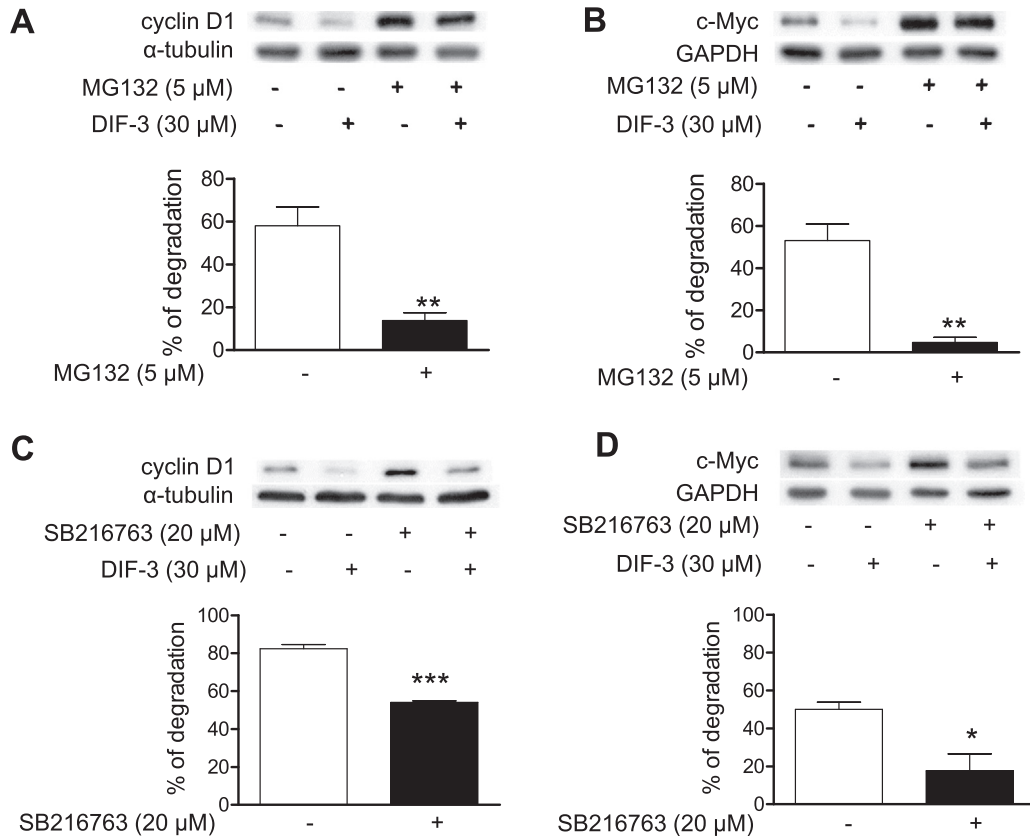 A
cyclin D1
α-tubulin
MG132 (5 µM) - - + +
DIF-3 (30 µM) - + - +
% of degradation
80
60
40
20
0
**
MG132 (5 µM) - +
B
c-Myc
GAPDH
MG132 (5 µM) - - + +
DIF-3 (30 µM) - + - +
% of degradation
80
60
40
20
0
**
MG132 (5 µM) - +
C
cyclin D1
α-tubulin
SB216763 (20 µM) - - + +
DIF-3 (30 µM) - + - +
% of degradation
100
80
60
40
20
0
***
SB216763 (20 µM) - +
D
c-Myc
GAPDH
SB216763 (20 µM) - - + +
DIF-3 (30 µM) - + - +
% of degradation
100
80
60
40
20
0
*
SB216763 (20 µM) - +